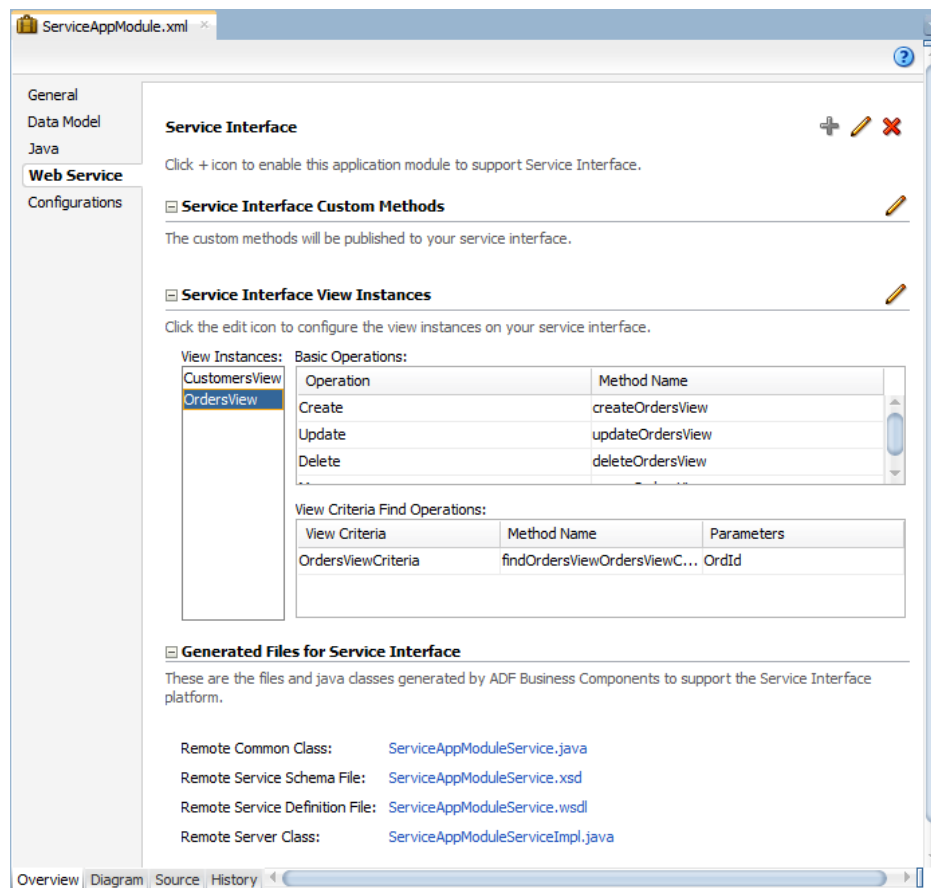 ServiceAppModule.xml
General
Data Model
Java
Web Service
Configurations
Service Interface
Click + icon to enable this application module to support Service Interface.
Service Interface Custom Methods
The custom methods will be published to your service interface.
Service Interface View Instances
Click the edit icon to configure the view instances on your service interface.
View Instances: Basic Operations:
CustomersView
OrdersView
Operation Method Name
Create createOrdersView
Update updateOrdersView
Delete deleteOrdersView
View Criteria Find Operations:
View Criteria Method Name Parameters
OrdersViewCriteria findOrdersViewOrdersViewC... OrdId
Generated Files for Service Interface
These are the files and java classes generated by ADF Business Components to support the Service Interface
platform.
Remote Common Class: ServiceAppModuleService.java
Remote Service Schema File: ServiceAppModuleService.xsd
Remote Service Definition File: ServiceAppModuleService.wsdl
Remote Server Class: ServiceAppModuleServiceImpl.java
Overview Diagram Source History